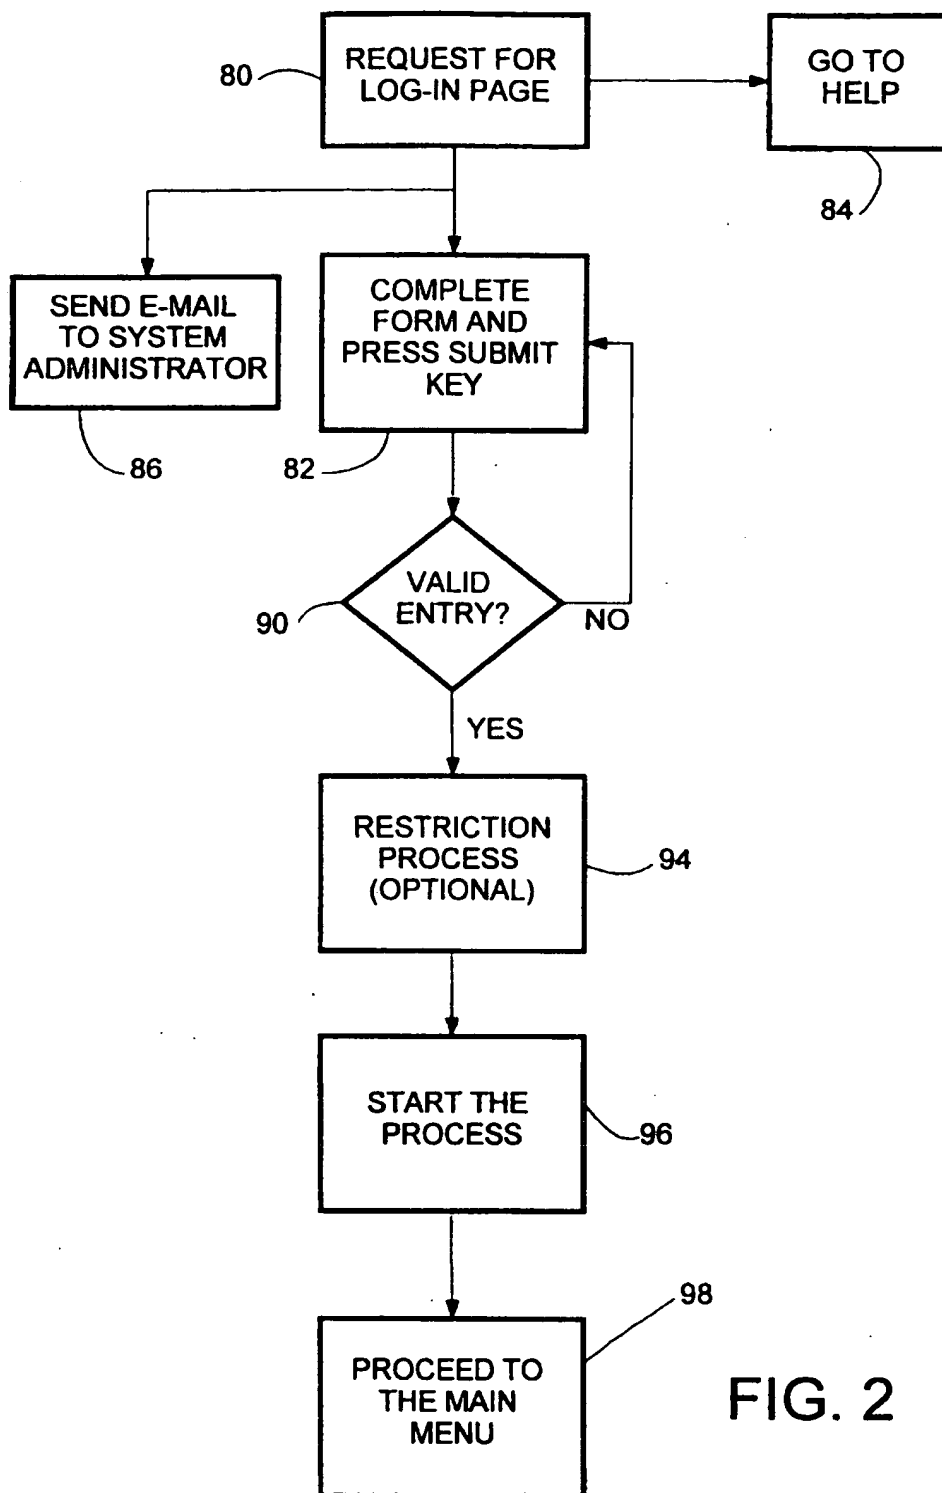 80
REQUEST FOR
LOG-IN PAGE
GO TO
HELP
84
SEND E-MAIL
TO SYSTEM
ADMINISTRATOR
86
COMPLETE
FORM AND
PRESS SUBMIT
KEY
82
VALID
ENTRY?
90
NO
YES
RESTRICTION
PROCESS
(OPTIONAL)
94
START THE
PROCESS
96
98
PROCEED TO
THE MAIN
MENU
FIG. 2